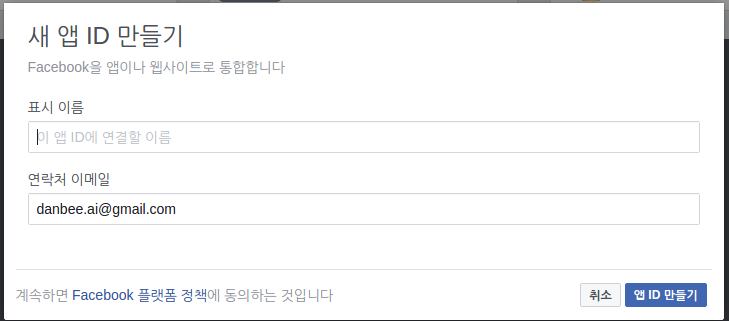 새 앱 ID 만들기
Facebook을 앱이나 웹사이트로 통합합니다
표시 이름
이 앱 ID에 연결할 이름
연락처 이메일
danbee.ai@gmail.com
계속하면 Facebook 플랫폼 정책에 동의하는 것입니다
취소
앱 ID 만들기